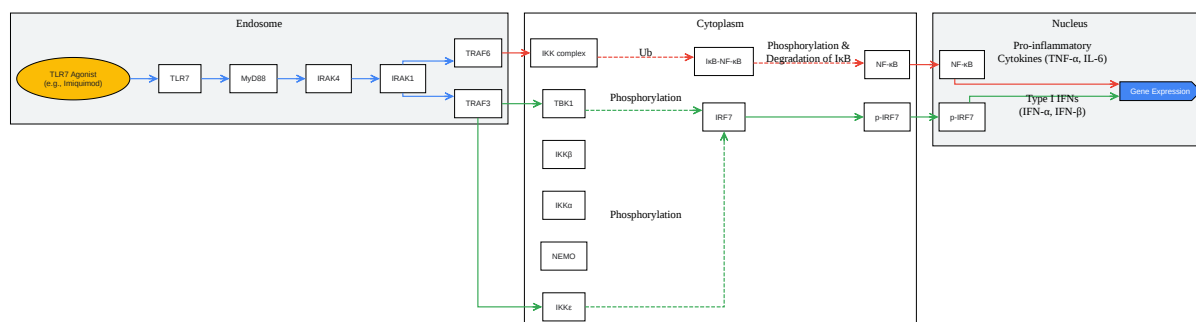 Endosome
Cytoplasm
Nucleus
TLR7 Agonist
(e.g., Imiquimod)
TLR7
MyD88
IRAK4
IRAK1
TRAF6
TRAF3
IKK complex
Ub
IκB-NF-κB
Phosphorylation &
Degradation of IκB
NF-κB
NF-κB
Pro-inflammatory
Cytokines (TNF-α, IL-6)
Gene Expression
TBK1
Phosphorylation
IRF7
p-IRF7
p-IRF7
Type I IFNs
(IFN-α, IFN-β)
IKKβ
IKKα
Phosphorylation
NEMO
IKKε